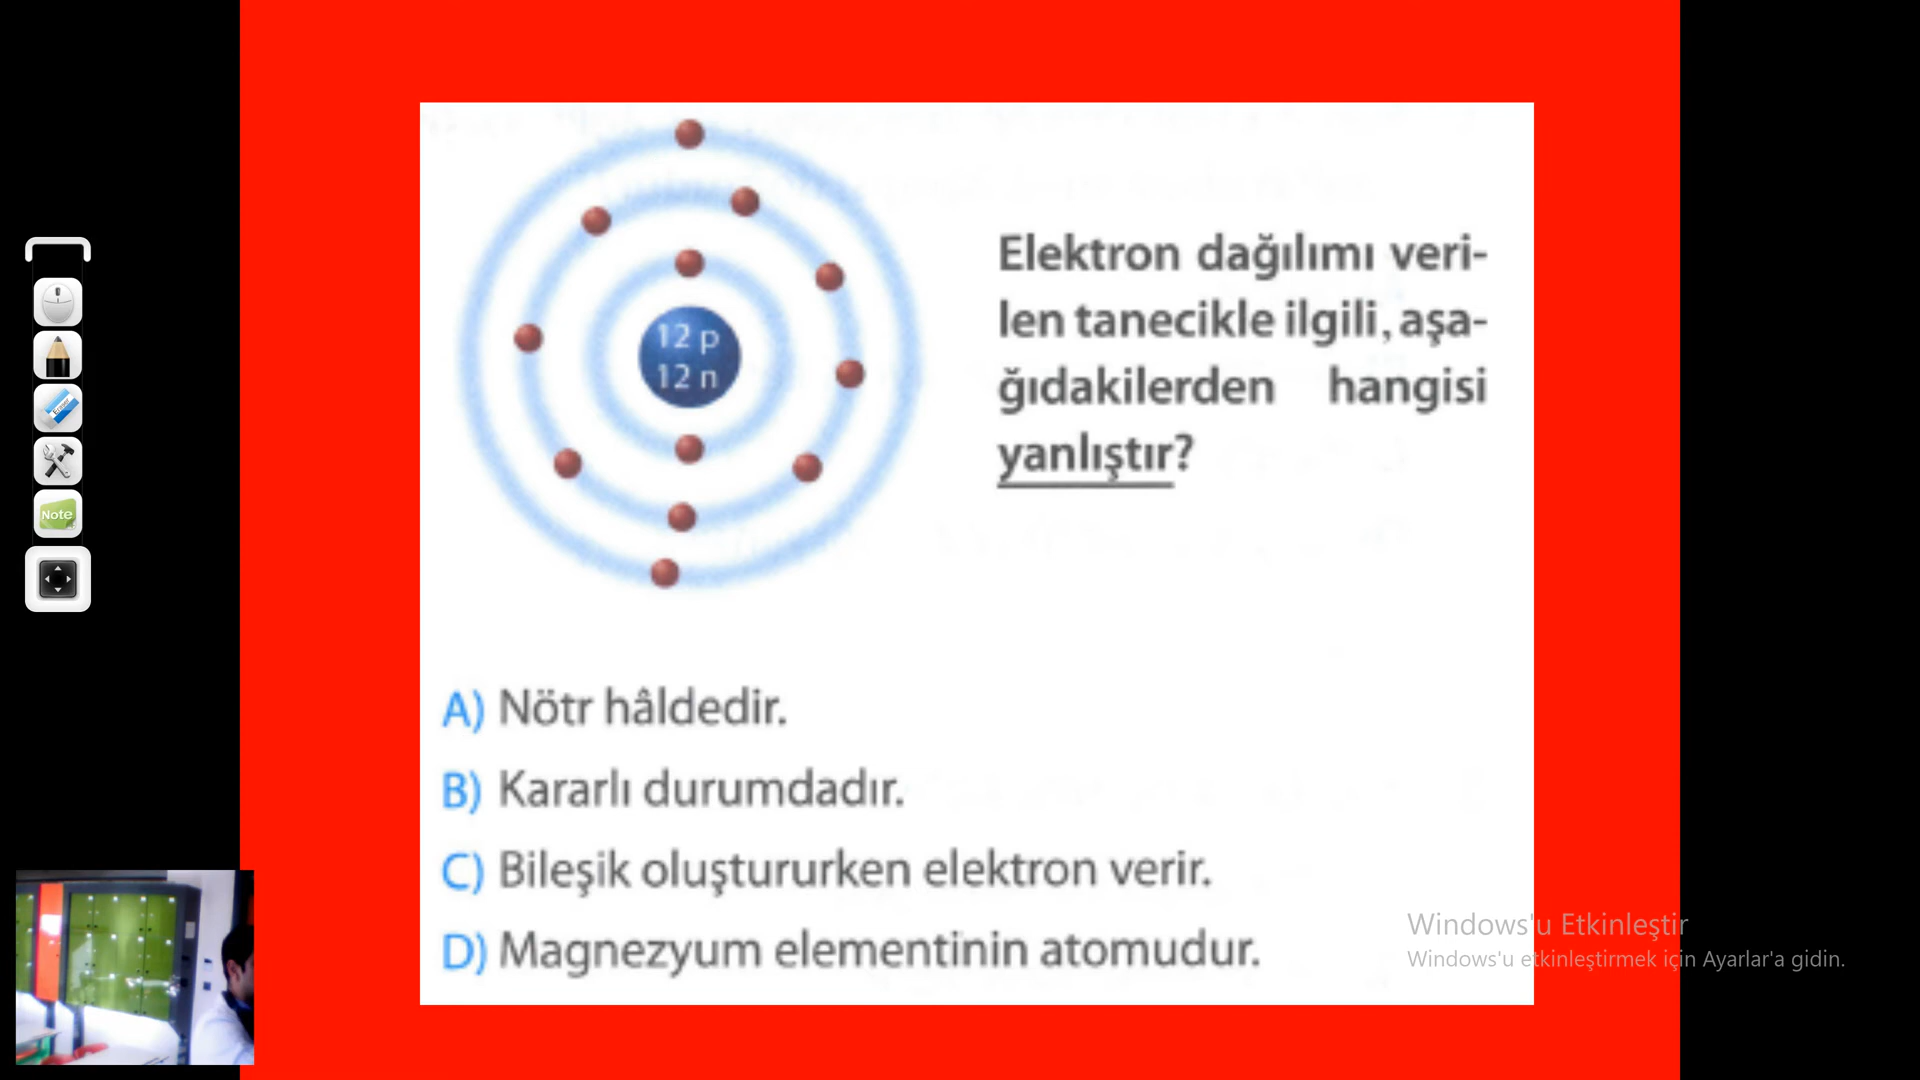 12 p
12 n
Elektron dağılımı veri-
len tanecikle ilgili, aşa-
ğıdakilerden hangisi
yanlıştır?
A) Nötr hâldedir.
B) Kararlı durumdadır.
C) Bileşik oluştururken elektron verir.
D) Magnezyum elementinin atomudur.
Note
Windows'u Etkinleştir
Windows'u etkinleştirmek için Ayarlar'a gidin.